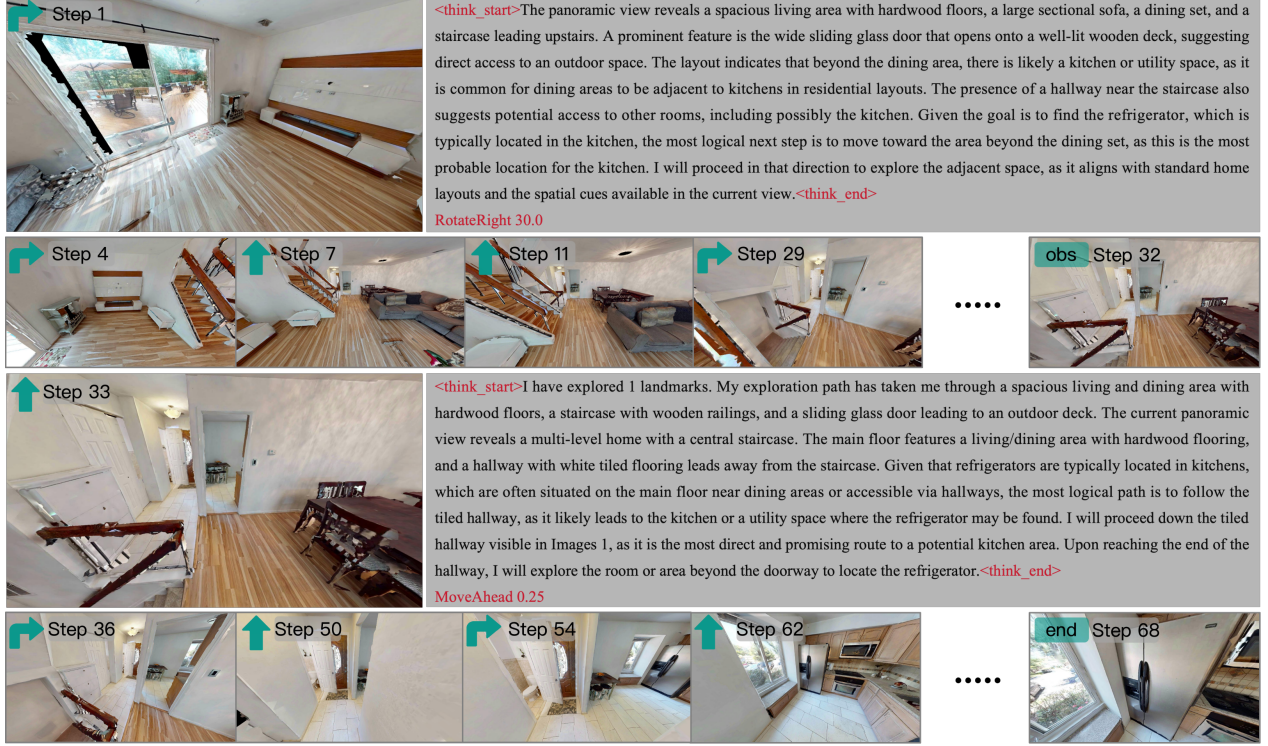 Step 1
<think_start>The panoramic view reveals a spacious living area with hardwood floors, a large sectional sofa, a dining set, and a
staircase leading upstairs. A prominent feature is the wide sliding glass door that opens onto a well-lit wooden deck, suggesting
direct access to an outdoor space. The layout indicates that beyond the dining area, there is likely a kitchen or utility space, as it
is common for dining areas to be adjacent to kitchens in residential layouts. The presence of a hallway near the staircase also
suggests potential access to other rooms, including possibly the kitchen. Given the goal is to find the refrigerator, which is
typically located in the kitchen, the most logical next step is to move toward the area beyond the dining set, as this is the most
probable location for the kitchen. I will proceed in that direction to explore the adjacent space, as it aligns with standard home
layouts and the spatial cues available in the current view.<think_end>
RotateRight 30.0
Step 4
Step 7
Step 11
Step 29
.....
obs Step 32
Step 33
<think_start>I have explored 1 landmarks. My exploration path has taken me through a spacious living and dining area with
hardwood floors, a staircase with wooden railings, and a sliding glass door leading to an outdoor deck. The current panoramic
view reveals a multi-level home with a central staircase. The main floor features a living/dining area with hardwood flooring,
and a hallway with white tiled flooring leads away from the staircase. Given that refrigerators are typically located in kitchens,
which are often situated on the main floor near dining areas or accessible via hallways, the most logical path is to follow the
tiled hallway, as it likely leads to the kitchen or a utility space where the refrigerator may be found. I will proceed down the tiled
hallway visible in Images 1, as it is the most direct and promising route to a potential kitchen area. Upon reaching the end of the
hallway, I will explore the room or area beyond the doorway to locate the refrigerator.<think_end>
MoveAhead 0.25
Step 36
Step 50
Step 54
Step 62
.....
end Step 68